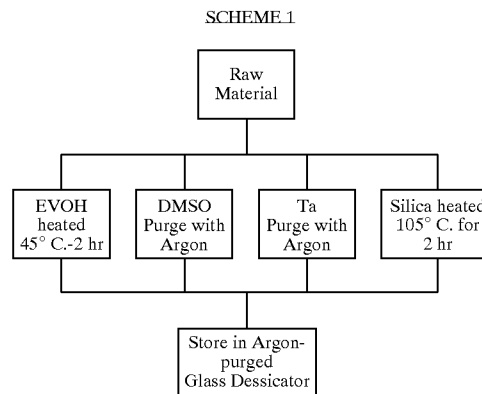 SCHEME 1
Raw
Material
EVOH
heated
45° C.-2 hr
DMSO
Purge with
Argon
Ta
Purge with
Argon
Silica heated
105° C. for
2 hr
Store in Argon-
purged
Glass Dessicator